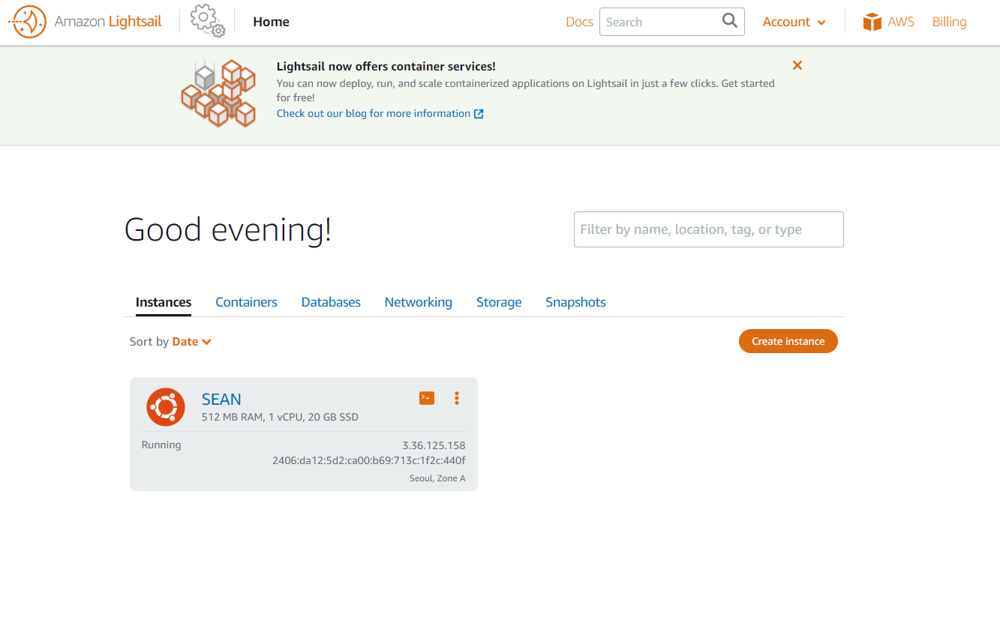 Amazon Lightsail
Home
Docs
Search
Account
AWS
Billing
Lightsail now offers container services!
You can now deploy, run, and scale containerized applications on Lightsail in just a few clicks. Get started
for free!
Check out our blog for more information
Good evening!
Filter by name, location, tag, or type
Instances
Containers
Databases
Networking
Storage
Snapshots
Sort by Date
Create instance
SEAN
512 MB RAM, 1 vCPU, 20 GB SSD
Running
3.36.125.158
2406:da12:5d2:ca00:b69:713c:1f2c:440f
Seoul, Zone A